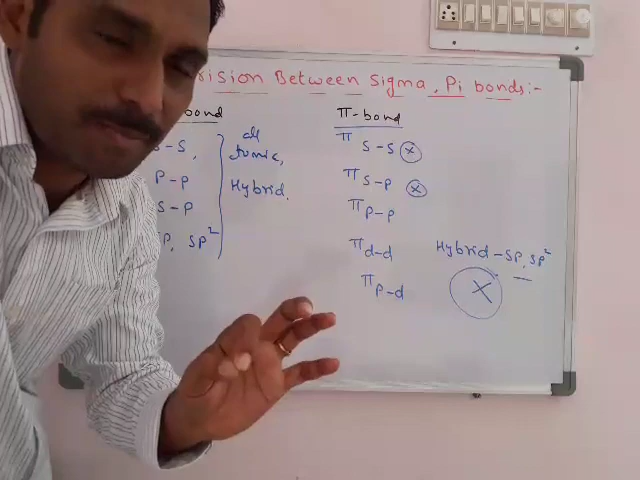 rision Between Sigma, Pi bonds:-
bond
S-S,
P-P
S-P
P, SP²
all
atomic,
Hybrid.
π-bond
π S-S ×
π S-P ×
π P-P
π d-d
π P-d
Hybrid-SP, SP²
×